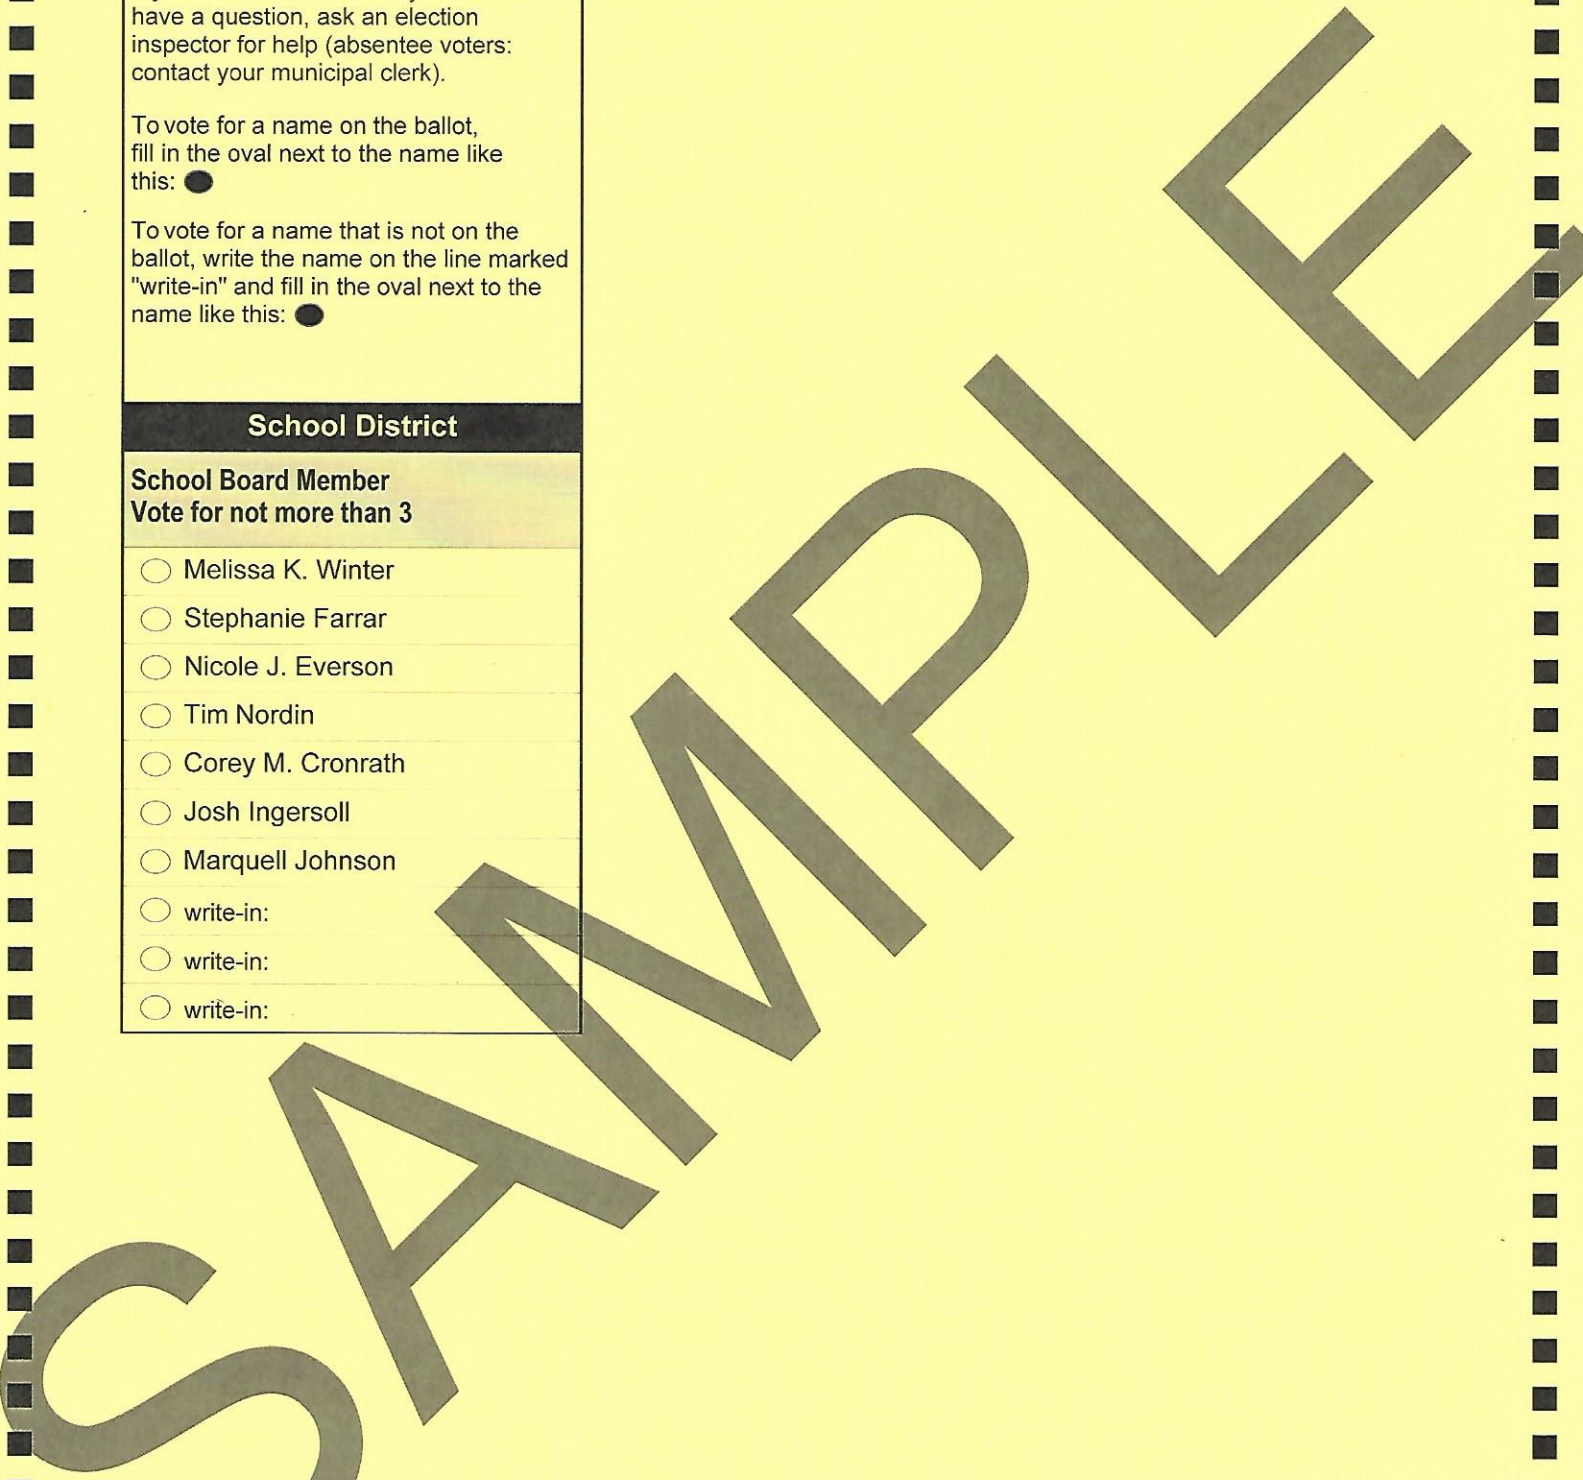 have a question, ask an election
inspector for help (absentee voters:
contact your municipal clerk).
To vote for a name on the ballot,
fill in the oval next to the name like
this:
To vote for a name that is not on the
ballot, write the name on the line marked
"write-in" and fill in the oval next to the
name like this:
School District
School Board Member
Vote for not more than 3
Melissa K. Winter
Stephanie Farrar
Nicole J. Everson
Tim Nordin
Corey M. Cronrath
Josh Ingersoll
Marquell Johnson
write-in:
write-in:
write-in:
SAMPLE